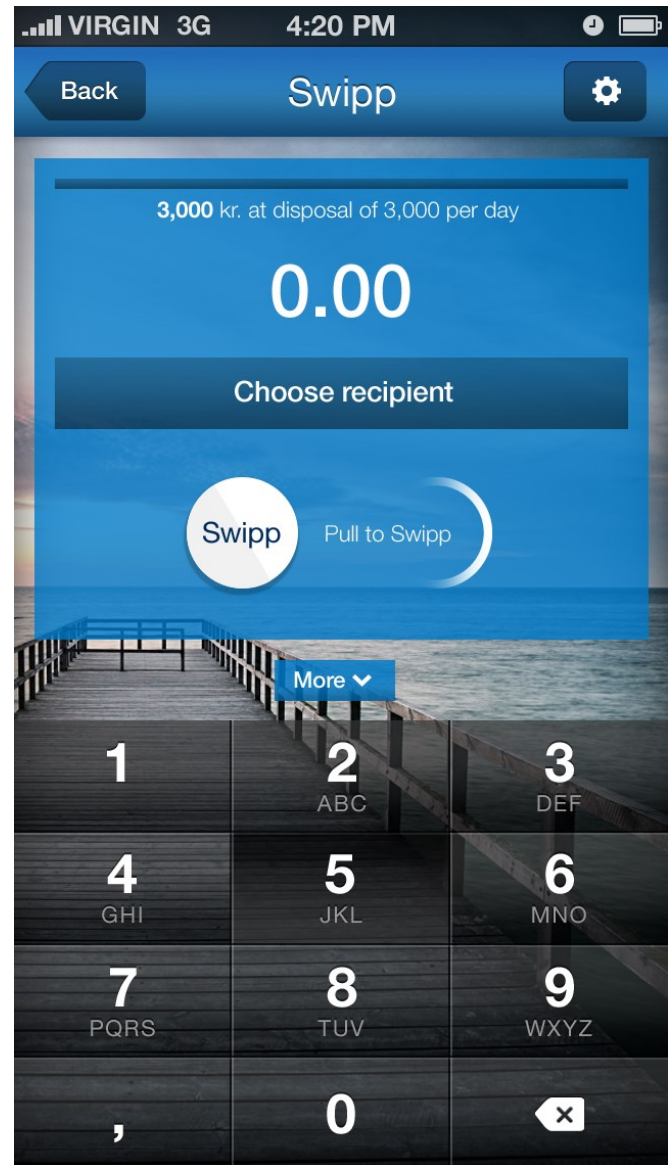 VIRGIN 3G 4:20 PM
Back Swipp
3,000 kr. at disposal of 3,000 per day
0.00
Choose recipient
Swipp Pull to Swipp
More
1 2 3
ABC DEF
4 5 6
GHI JKL MNO
7 8 9
PQRS TUV WXYZ
, 0